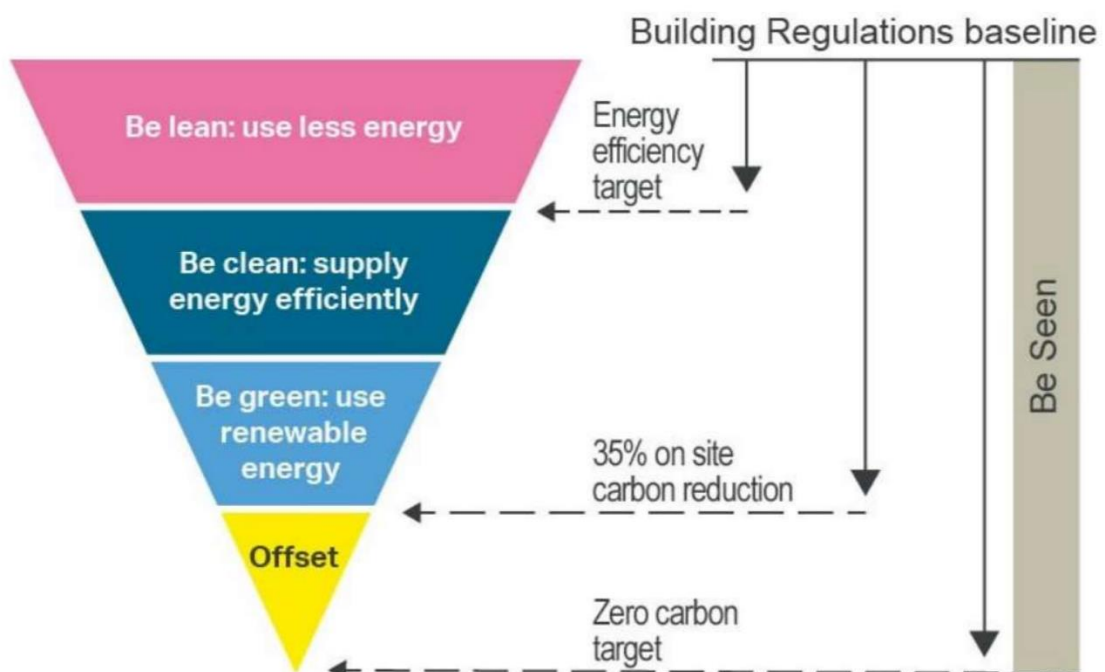 Building Regulations baseline
Be lean: use less energy
Energy
efficiency
target
Be clean: supply
energy efficiently
Be green: use
renewable
energy
35% on site
carbon reduction
Offset
Zero carbon
target
Be Seen